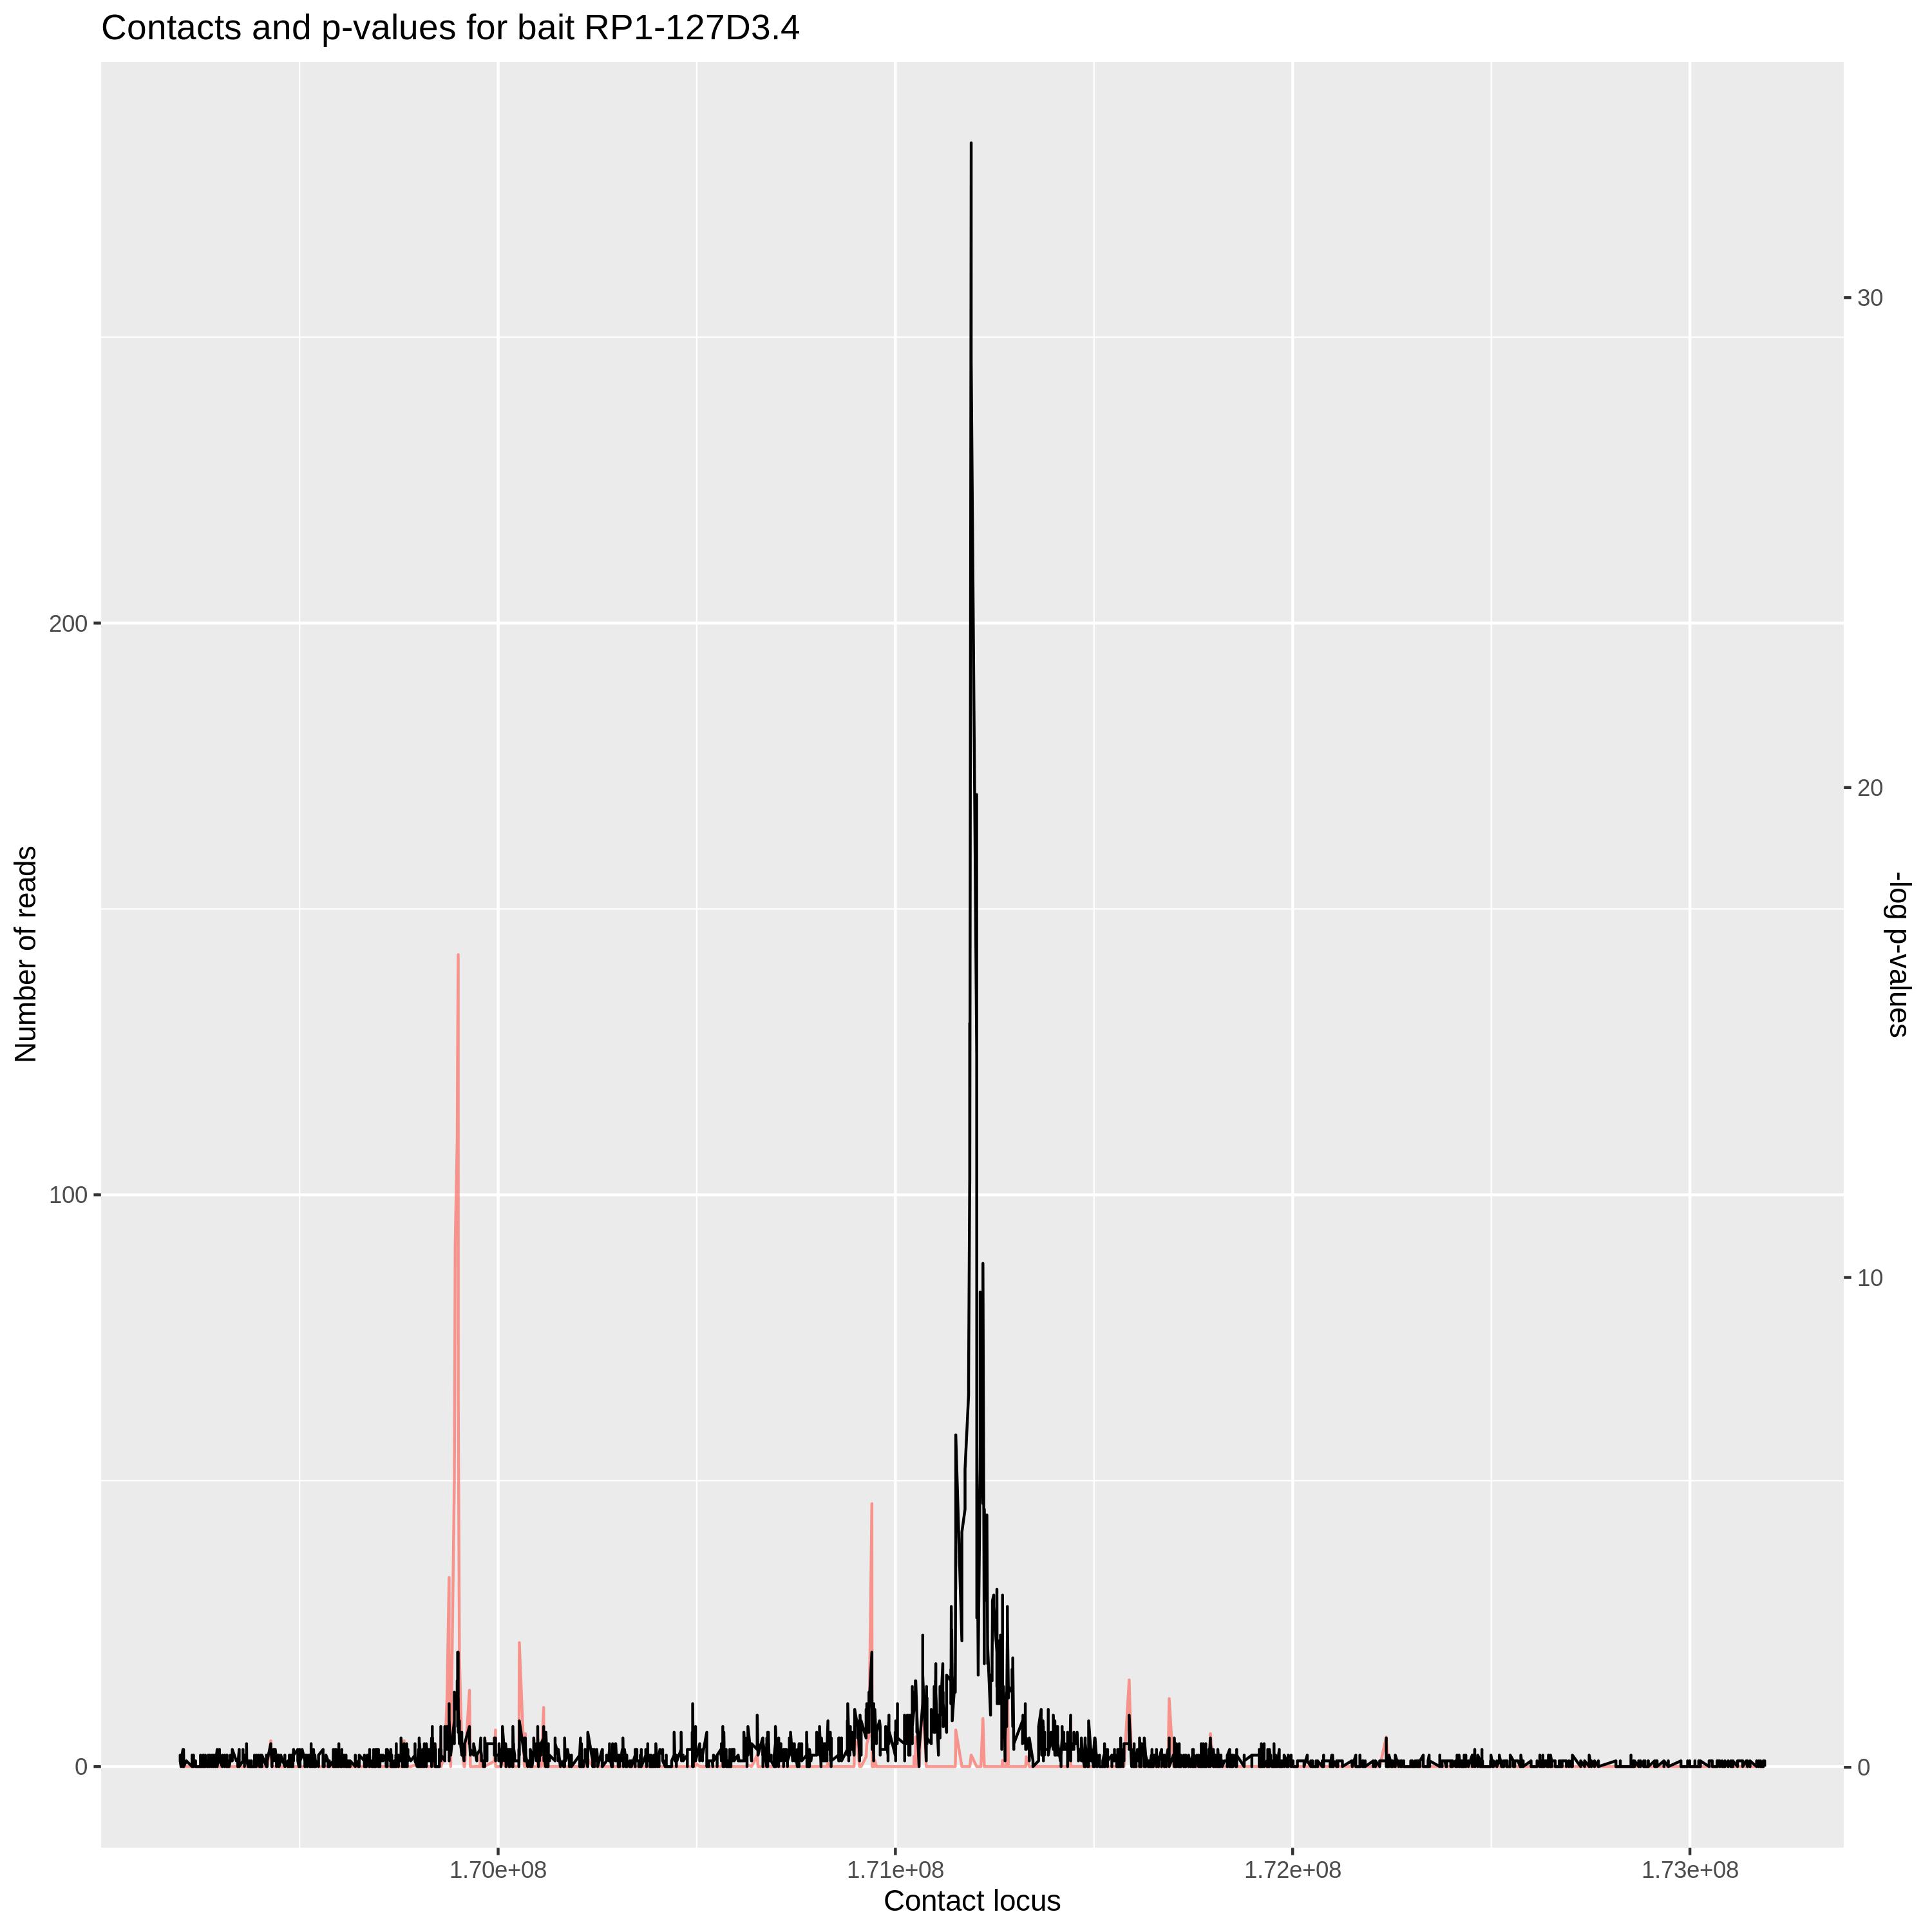 Contacts and p-values for bait RP1-127D3.4
Number of reads
200
100
0
30
20
10
0
-log p-values
1.70e+08
1.71e+08
1.72e+08
1.73e+08
Contact locus